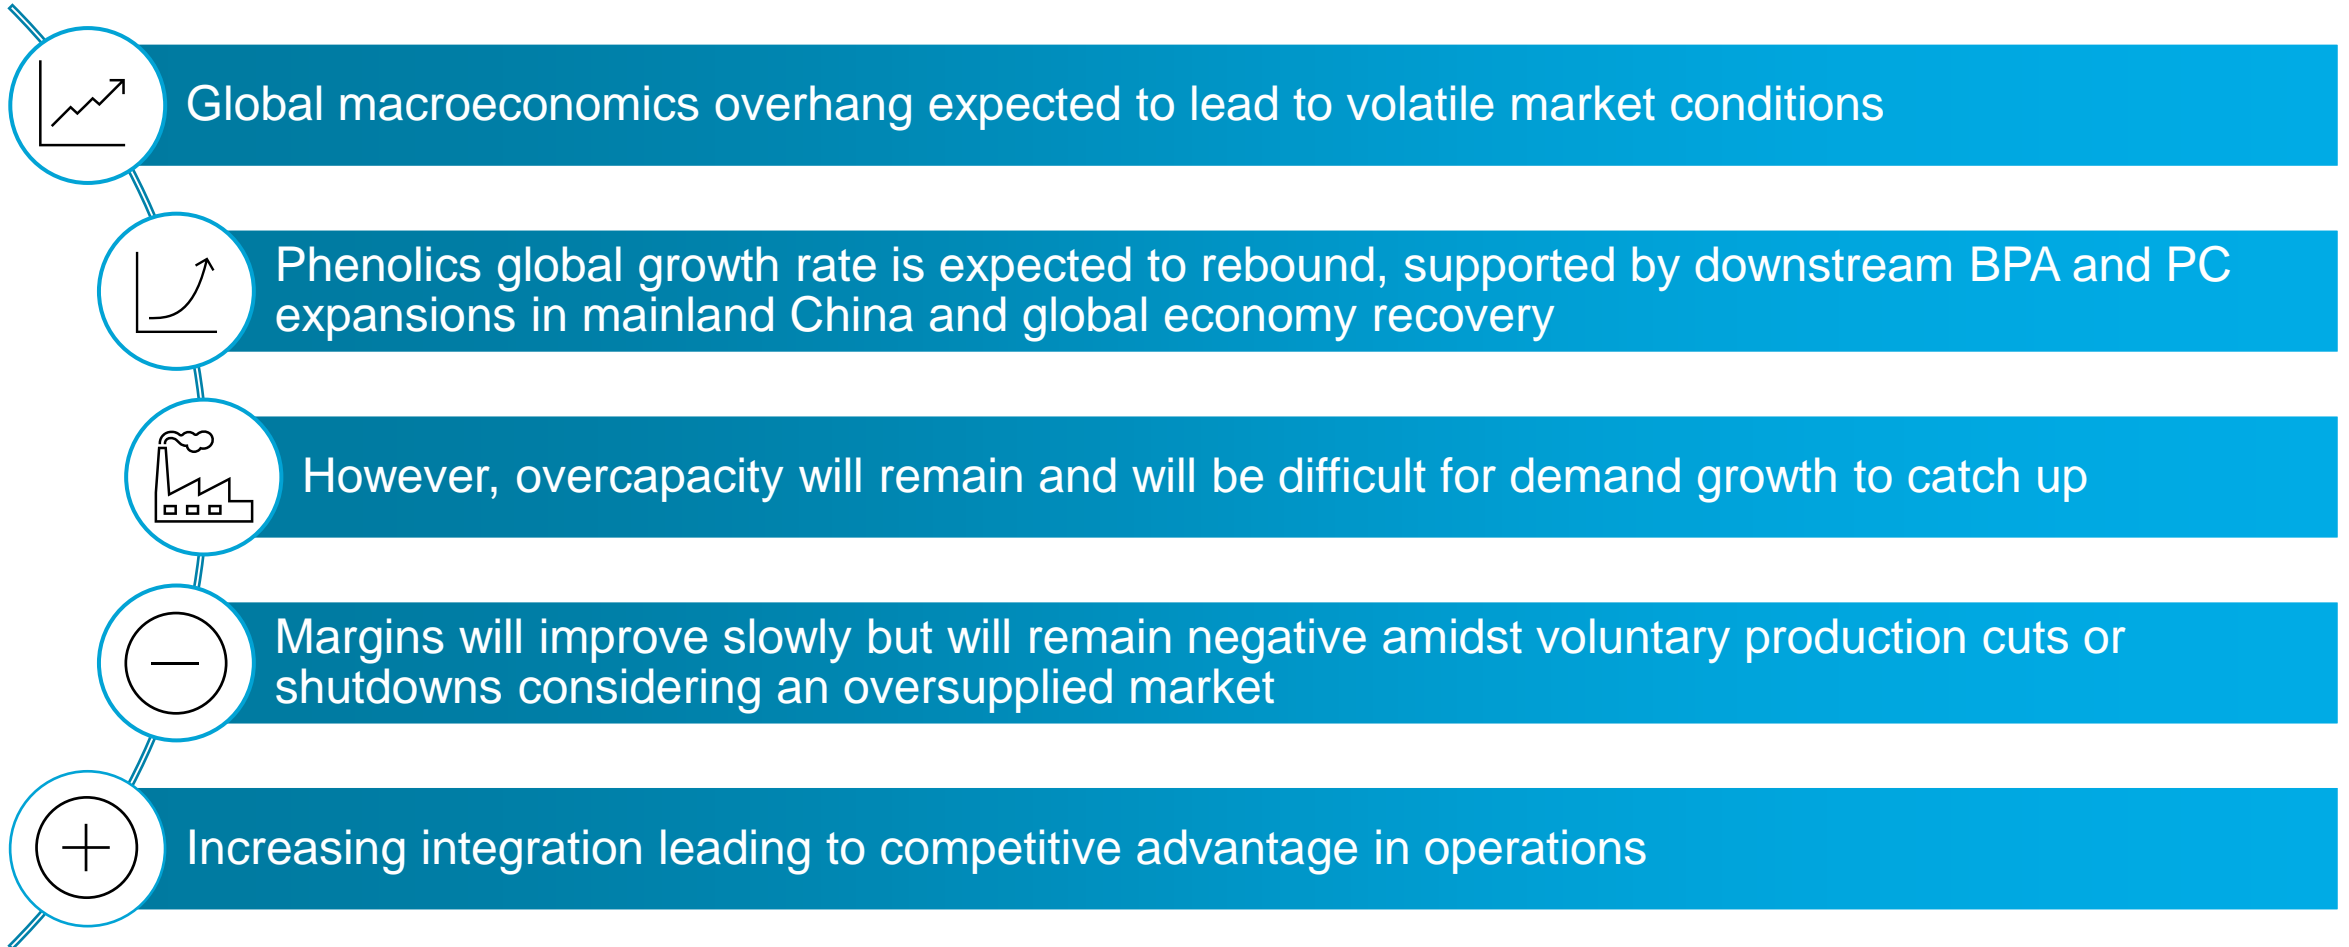 Global macroeconomics overhang expected to lead to volatile market conditions
Phenolics global growth rate is expected to rebound, supported by downstream BPA and PC
expansions in mainland China and global economy recovery
However, overcapacity will remain and will be difficult for demand growth to catch up
Margins will improve slowly but will remain negative amidst voluntary production cuts or
shutdowns considering an oversupplied market
Increasing integration leading to competitive advantage in operations